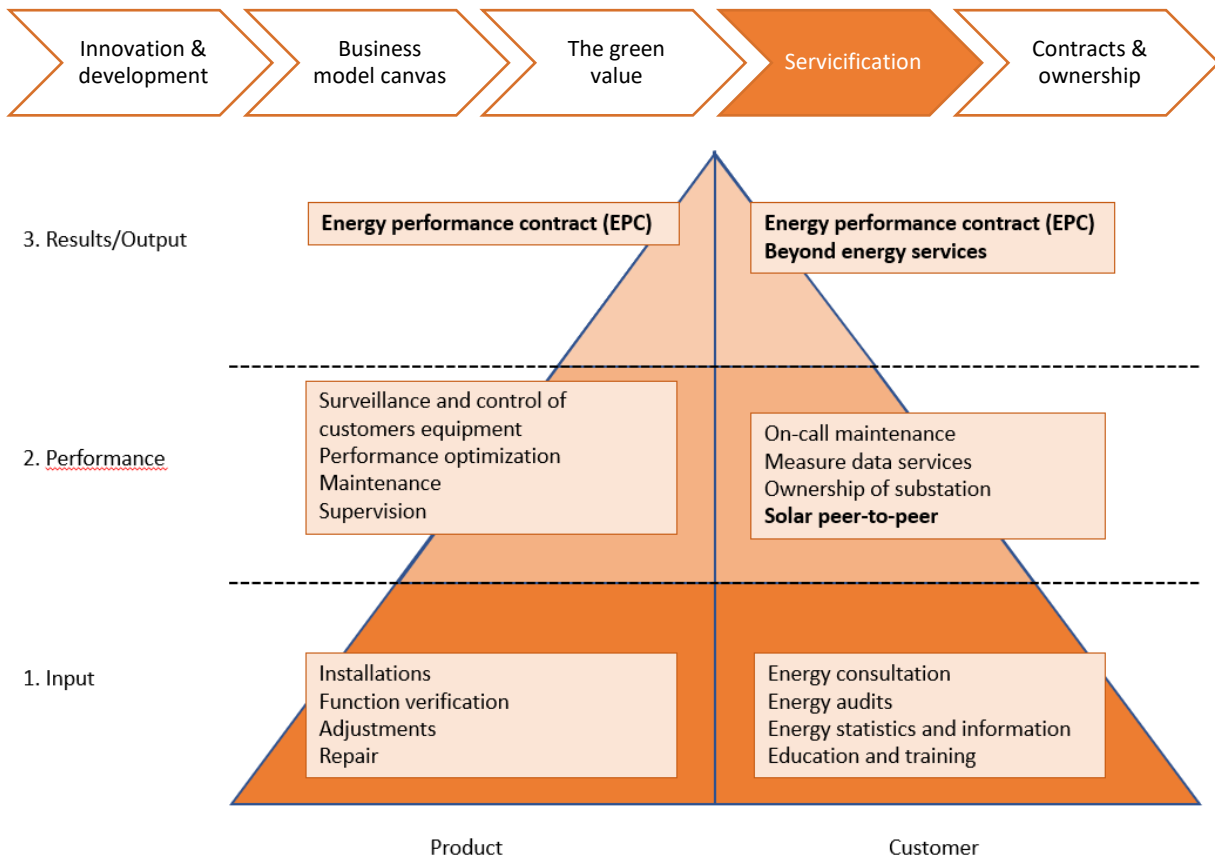 Innovation &
development
Business
model canvas
The green
value
Servicification
Contracts &
ownership
3. Results/Output
Energy performance contract (EPC)
Energy performance contract (EPC)
Beyond energy services
2. Performance
Surveillance and control of
customers equipment
Performance optimization
Maintenance
Supervision
On-call maintenance
Measure data services
Ownership of substation
Solar peer-to-peer
1. Input
Installations
Function verification
Adjustments
Repair
Energy consultation
Energy audits
Energy statistics and information
Education and training
Product
Customer